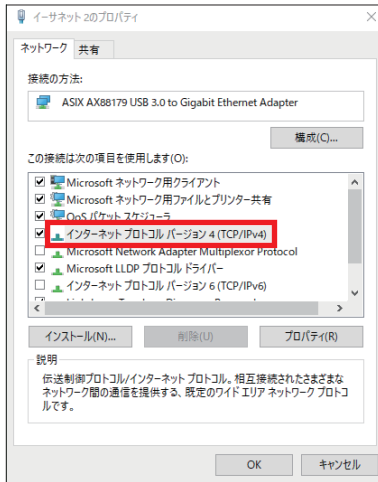 イーサネット 2のプロパティ
ネットワーク 共有
接続の方法:
ASIX AX88179 USB 3.0 to Gigabit Ethernet Adapter
構成(C)...
この接続は次の項目を使用します(O):
Microsoft ネットワーク用クライアント
Microsoft ネットワーク用ファイルとプリンター共有
QoS パケット スケジューラ
インターネット プロトコル バージョン 4 (TCP/IPv4)
Microsoft Network Adapter Multiplexor Protocol
Microsoft LLDP プロトコル ドライバー
インターネット プロトコル バージョン 6 (TCP/IPv6)
インストール(N)... 削除(U) プロパティ(R)
説明
伝送制御プロトコル/インターネット プロトコル。相互接続されたさまざまな
ネットワーク間の通信を提供する、既定のワイド エリア ネットワーク プロトコ
ルです。
OK キャンセル